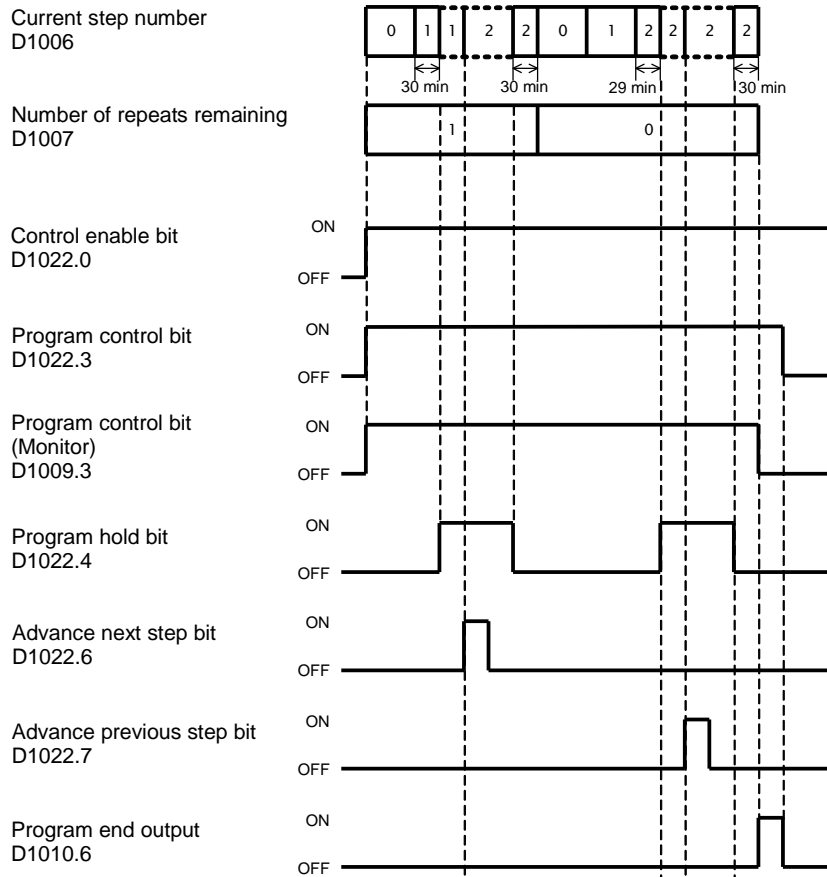 Current step number
D1006
0 1 1 2 2 0 1 2 2 2 2
30 min 30 min 29 min 30 min
Number of repeats remaining
D1007
1 0
Control enable bit
D1022.0
ON
OFF
Program control bit
D1022.3
ON
OFF
Program control bit
(Monitor)
D1009.3
ON
OFF
Program hold bit
D1022.4
ON
OFF
Advance next step bit
D1022.6
ON
OFF
Advance previous step bit
D1022.7
ON
OFF
Program end output
D1010.6
ON
OFF